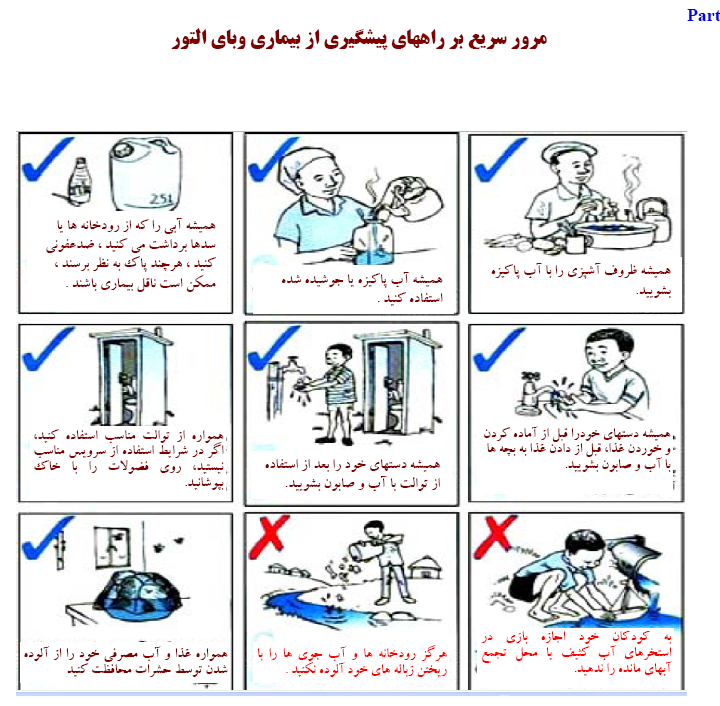 Part
مرور سریع بر راههای پیشگیری از بیماری وبای التور
همیشه ظروف آشپزی را با آب پاکیزه
بشویید.
همیشه آب پاکیزه یا جوشیده شده
استفاده کنید .
25L
همیشه آبی را که از رودخانه ها یا
سدها برداشت می کنید ، ضدعفونی
کنید ، هرچند پاک به نظر برسند ،
ممکن است ناقل بیماری باشند .
همیشه دستهای خودرا قبل از آماده کردن
و خوردن غذا، قبل از دادن غذا به بچه ها
با آب و صابون بشویید.
همیشه دستهای خود را بعد از استفاده
از توالت با آب و صابون بشویید.
همواره از توالت مناسب استفاده کنید،
اگر در شرایط استفاده از سرویس مناسب
نیستید، روی فضولات را با خاک
بپوشانید.
به کودکان خود اجازه بازی در
استخرهای آب کثیف یا محل تجمع
آبهای مانده را ندهید.
هرگز رودخانه ها و آب جوی ها را با
ریختن زباله های خود آلوده نکنید .
همواره غذا و آب مصرفی خود را از آلوده
شدن توسط حشرات محافظت کنید